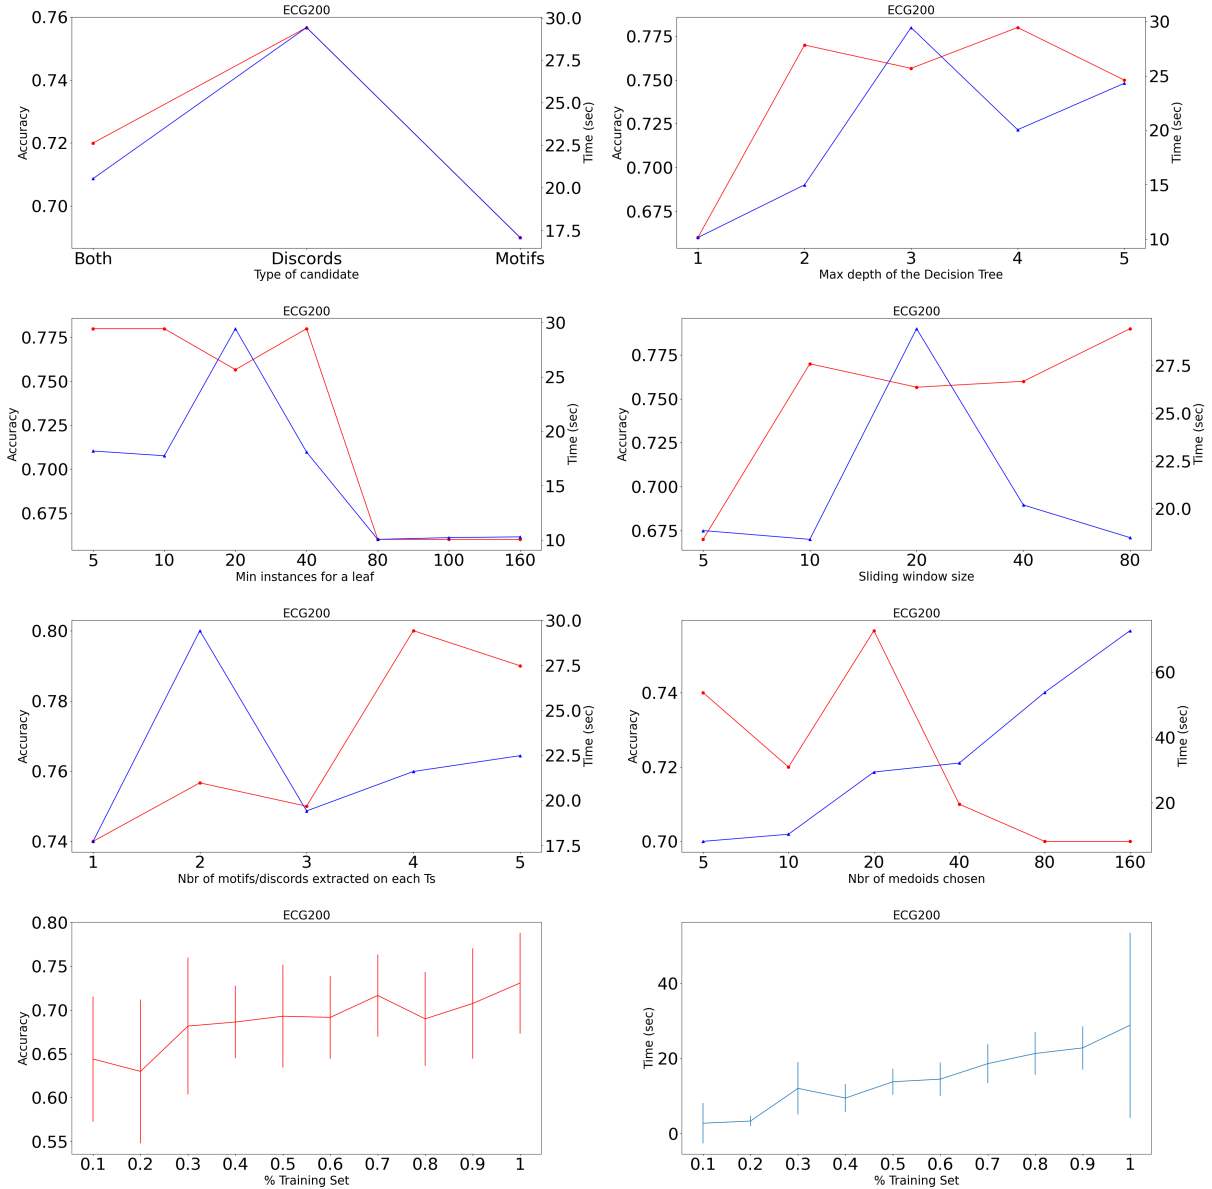 ECG200
0.76
0.74
0.72
0.70
Accuracy
30.0
27.5
25.0
22.5
20.0
17.5
Time (sec)
Both Discords Motifs
Type of candidate
ECG200
0.775
0.750
0.725
0.700
0.675
Accuracy
30
25
20
15
10
Time (sec)
1 2 3 4 5
Max depth of the Decision Tree
ECG200
0.775
0.750
0.725
0.700
0.675
Accuracy
30
25
20
15
10
Time (sec)
5 10 20 40 80 100 160
Min instances for a leaf
ECG200
0.775
0.750
0.725
0.700
0.675
Accuracy
27.5
25.0
22.5
20.0
Time (sec)
5 10 20 40 80
Sliding window size
ECG200
0.80
0.78
0.76
0.74
Accuracy
30.0
27.5
25.0
22.5
20.0
17.5
Time (sec)
1 2 3 4 5
Nbr of motifs/discords extracted on each Ts
ECG200
0.74
0.72
0.70
Accuracy
60
40
20
Time (sec)
5 10 20 40 80 160
Nbr of medoids chosen
ECG200
0.80
0.75
0.70
0.65
0.60
0.55
Accuracy
0.1 0.2 0.3 0.4 0.5 0.6 0.7 0.8 0.9 1
% Training Set
ECG200
40
20
0
Time (sec)
0.1 0.2 0.3 0.4 0.5 0.6 0.7 0.8 0.9 1
% Training Set